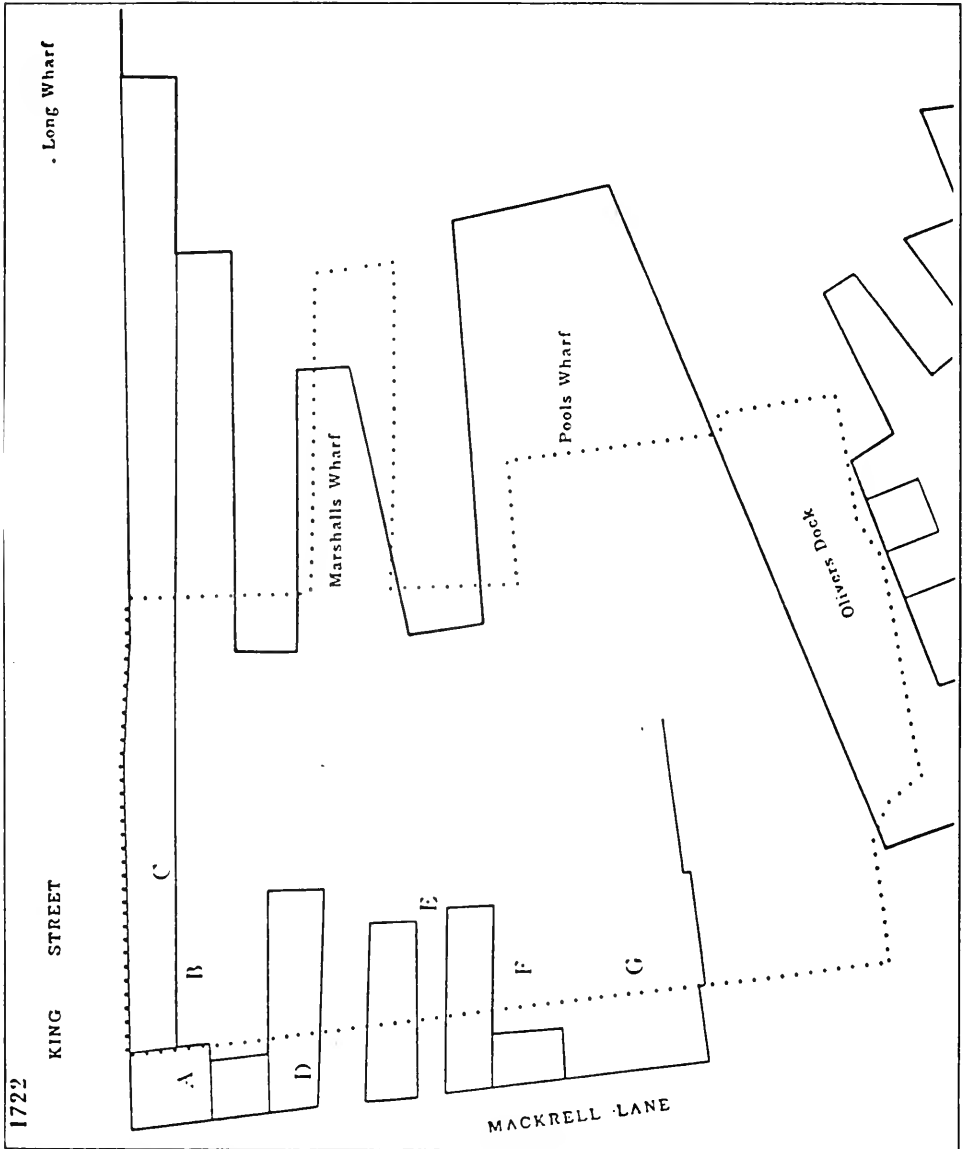 1722
KING STREET
. Long Wharf
A
B
C
D
E
F
G
Marshalls Wharf
Pools Wharf
Olivers Dock
MACKRELL LANE